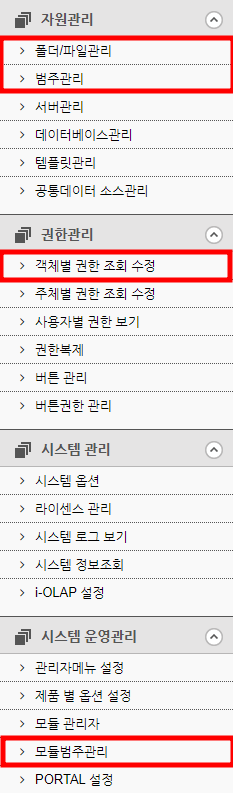 자원관리
폴더/파일관리
범주관리
서버관리
데이터베이스관리
템플릿관리
공통데이터 소스관리
권한관리
객체별 권한 조회 수정
주체별 권한 조회 수정
사용자별 권한 보기
권한복제
버튼 관리
버튼권한 관리
시스템 관리
시스템 옵션
라이센스 관리
시스템 로그 보기
시스템 정보조회
i-OLAP 설정
시스템 운영관리
관리자메뉴 설정
제품 별 옵션 설정
모듈 관리자
모듈범주관리
PORTAL 설정